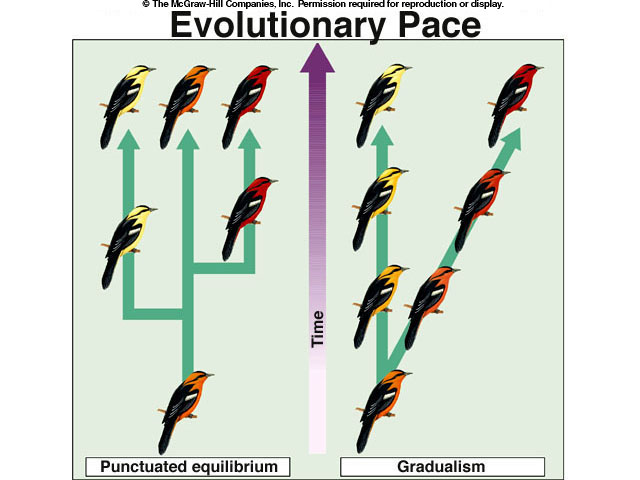 © The McGraw-Hill Companies, Inc. Permission required for reproduction or display.
Evolutionary Pace
Time
Punctuated equilibrium
Gradualism